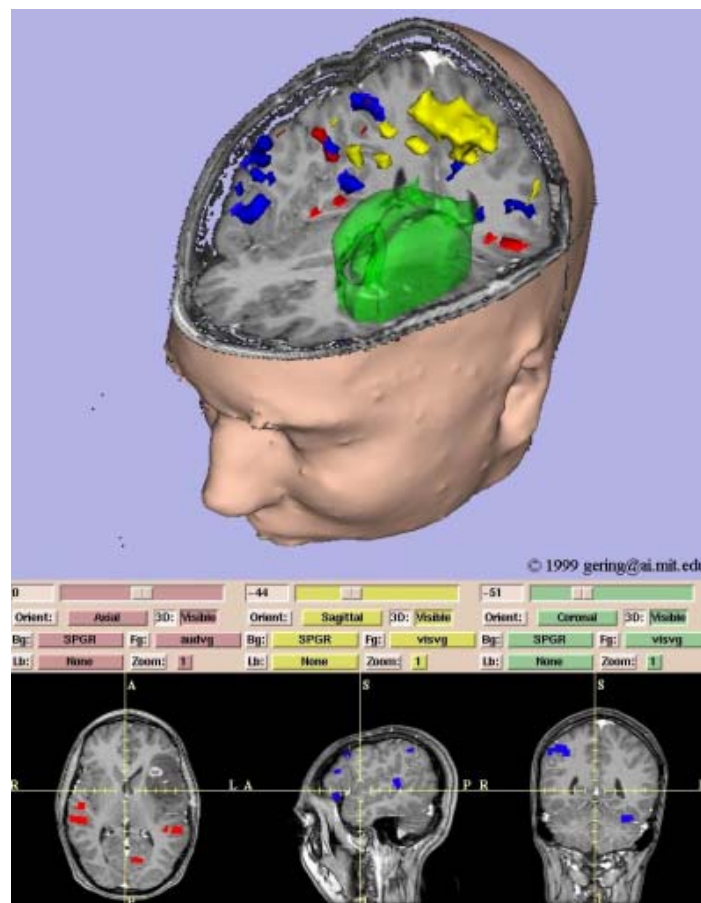 © 1999 gering@ai.mit.edu
0 -44 -51
Orient: Axial 3D: Visible Orient: Sagittal 3D: Visible Orient: Coronal 3D: Visible
Bg: SPGR Fg: audvg Bg: SPGR Fg: visvg Bg: SPGR Fg: visvg
Lb: None Zoom: 1 Lb: None Zoom: 1 Lb: None Zoom: 1
A S S
R L A P R